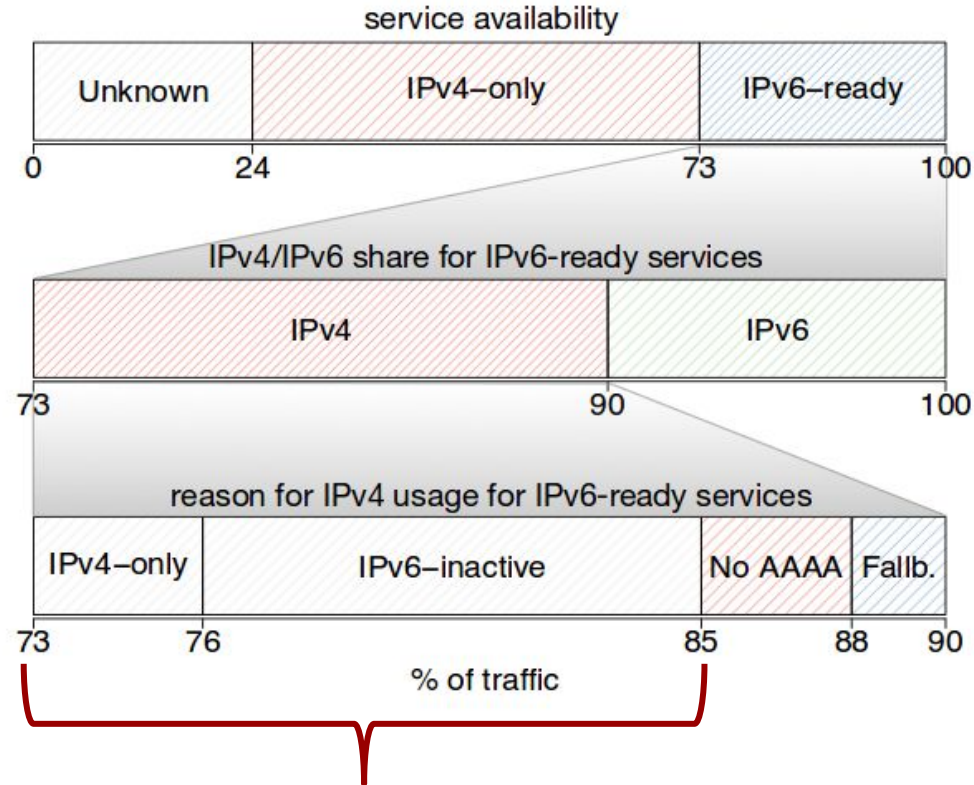 service availability
Unknown IPv4–only IPv6–ready
0 24 73 100
IPv4/IPv6 share for IPv6-ready services
IPv4 IPv6
73 90 100
reason for IPv4 usage for IPv6-ready services
IPv4–only IPv6–inactive No AAAA Fallb.
73 76 85 88 90
% of traffic